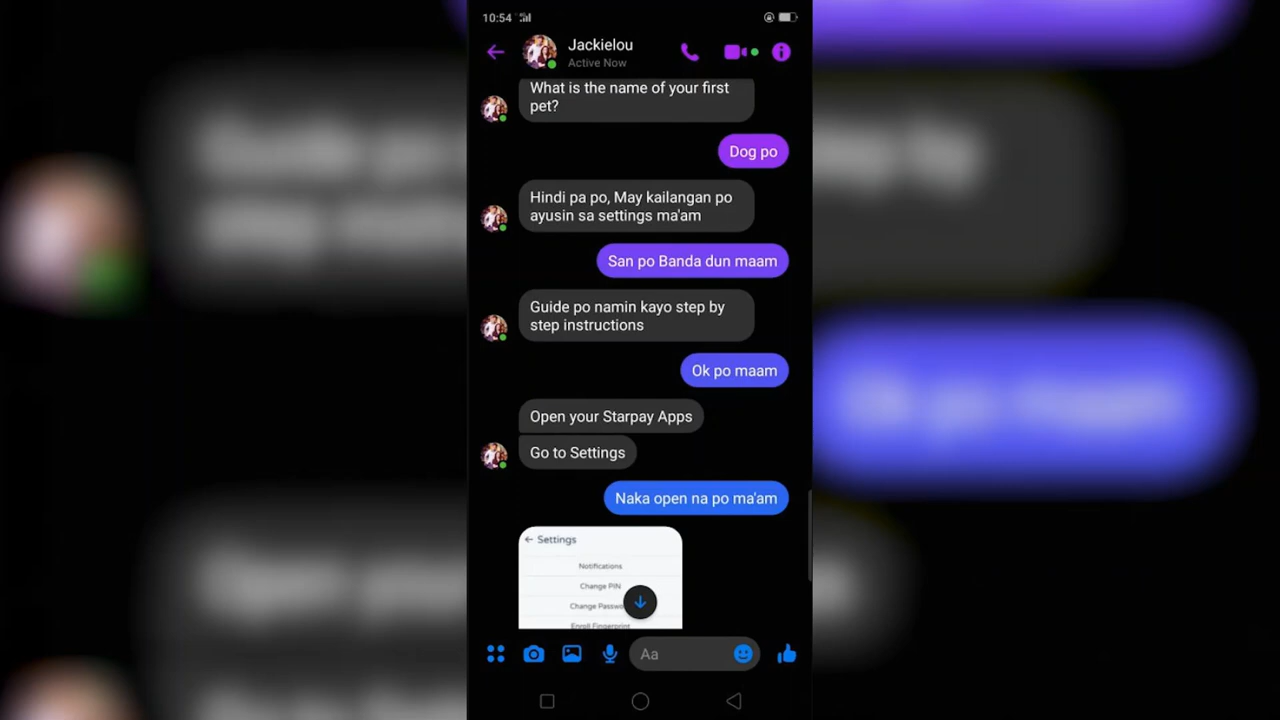 10:54
Jackielou
Active Now
What is the name of your first
pet?
Dog po
Hindi pa po, May kailangan po
ayusin sa settings ma'am
San po Banda dun maam
Guide po namin kayo step by
step instructions
Ok po maam
Open your Starpay Apps
Go to Settings
Naka open na po ma'am
Settings
Notifications
Change PIN
Change
Enroll Fingerprint
Aa